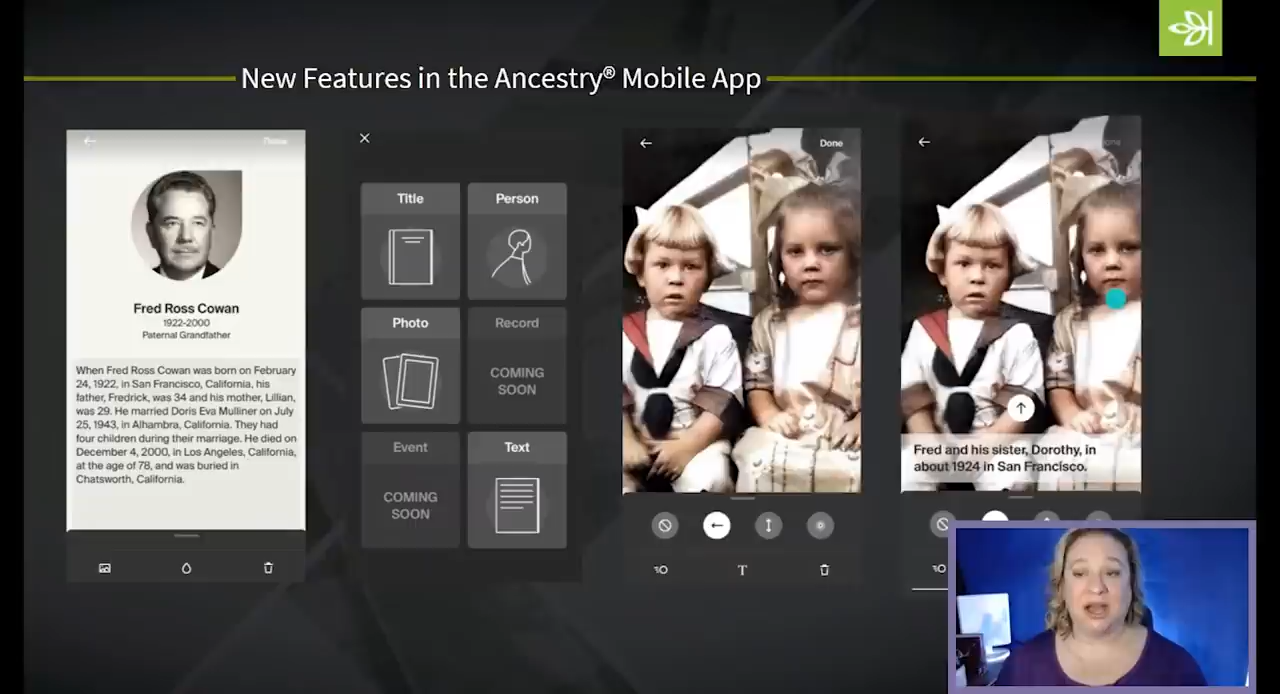 New Features in the Ancestry® Mobile App
Done
Fred Ross Cowan
1922-2000
Paternal Grandfather
When Fred Ross Cowan was born on February
24, 1922, in San Francisco, California, his
father, Fredrick, was 34 and his mother, Lillian,
was 29. He married Doris Eva Mulliner on July
25, 1943, in Alhambra, California. They had
four children during their marriage. He died on
December 4, 2000, in Los Angeles, California,
at the age of 78, and was buried in
Chatsworth, California.
Title
Person
Photo
Record
COMING
SOON
Event
COMING
SOON
Text
Done
T
Fred and his sister, Dorothy, in
about 1924 in San Francisco.